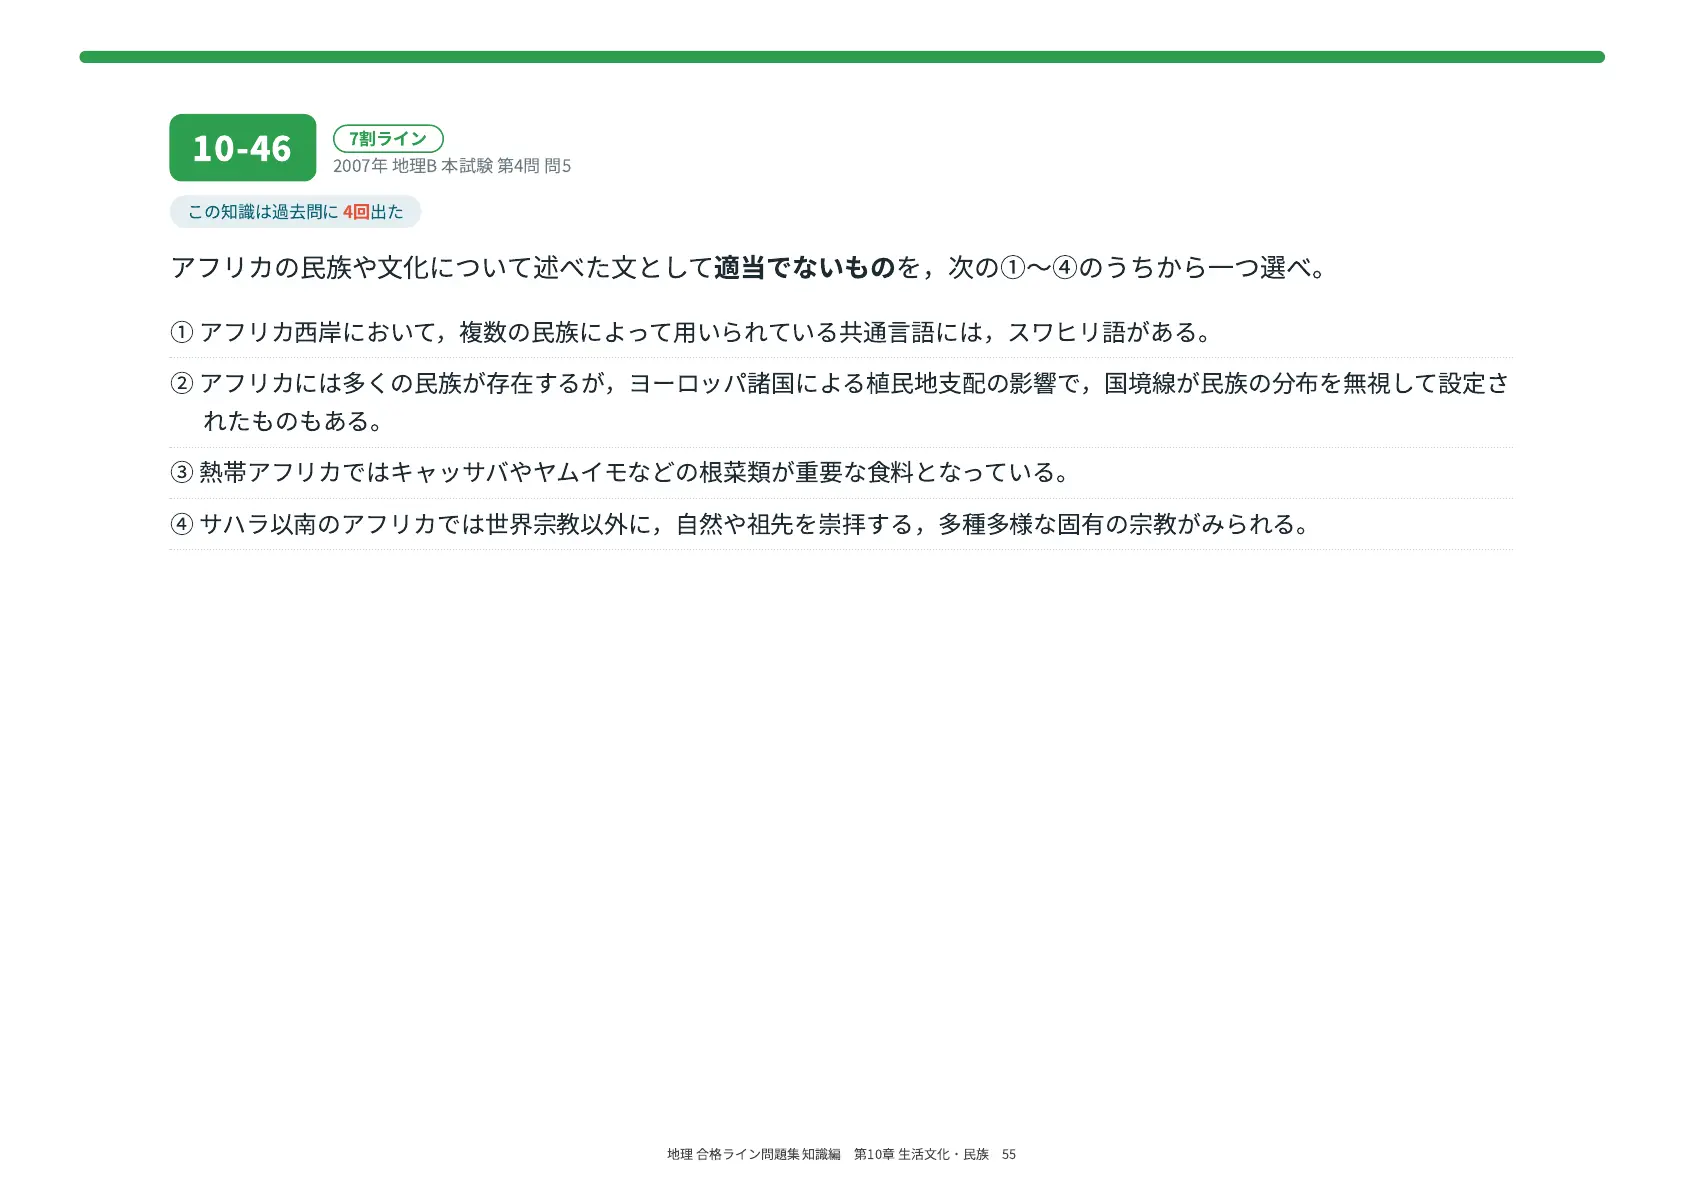 10-46
7割ライン
2007年 地理B 本試験 第4問 問5
この知識は過去問に 4回出た
アフリカの民族や文化について述べた文として適当でないものを，次の①～④のうちから一つ選べ。
① アフリカ西岸において，複数の民族によって用いられている共通言語には，スワヒリ語がある。
② アフリカには多くの民族が存在するが，ヨーロッパ諸国による植民地支配の影響で，国境線が民族の分布を無視して設定さ
れたものもある。
③ 熱帯アフリカではキャッサバやヤムイモなどの根菜類が重要な食料となっている。
④ サハラ以南のアフリカでは世界宗教以外に，自然や祖先を崇拝する，多種多様な固有の宗教がみられる。
地理 合格ライン問題集 知識編　第10章 生活文化・民族　55